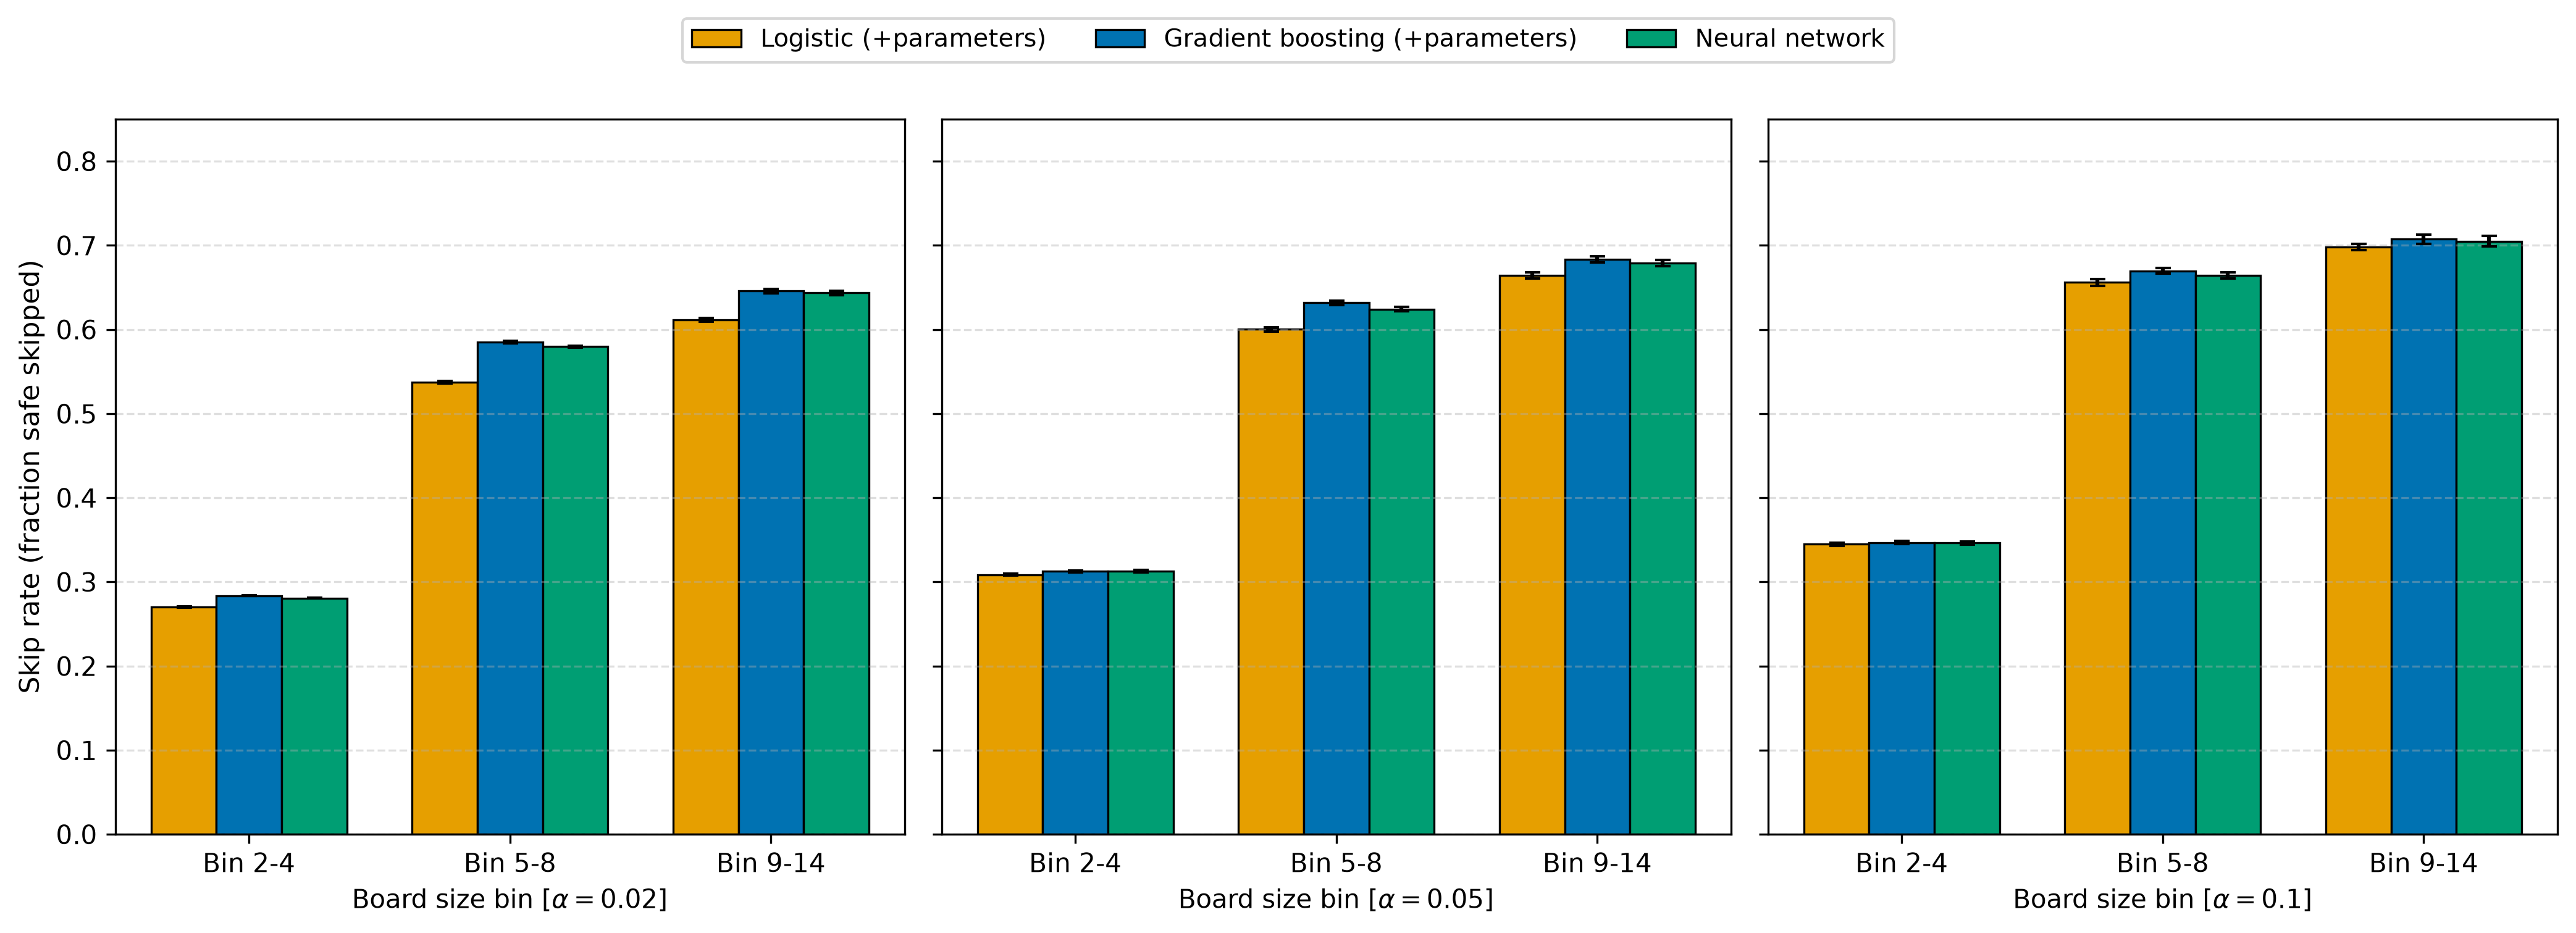 Logistic (+parameters) Gradient boosting (+parameters) Neural network
Skip rate (fraction safe skipped)
0.8
0.7
0.6
0.5
0.4
0.3
0.2
0.1
0.0
Bin 2-4 Bin 5-8 Bin 9-14
Board size bin [α = 0.02]
Bin 2-4 Bin 5-8 Bin 9-14
Board size bin [α = 0.05]
Bin 2-4 Bin 5-8 Bin 9-14
Board size bin [α = 0.1]